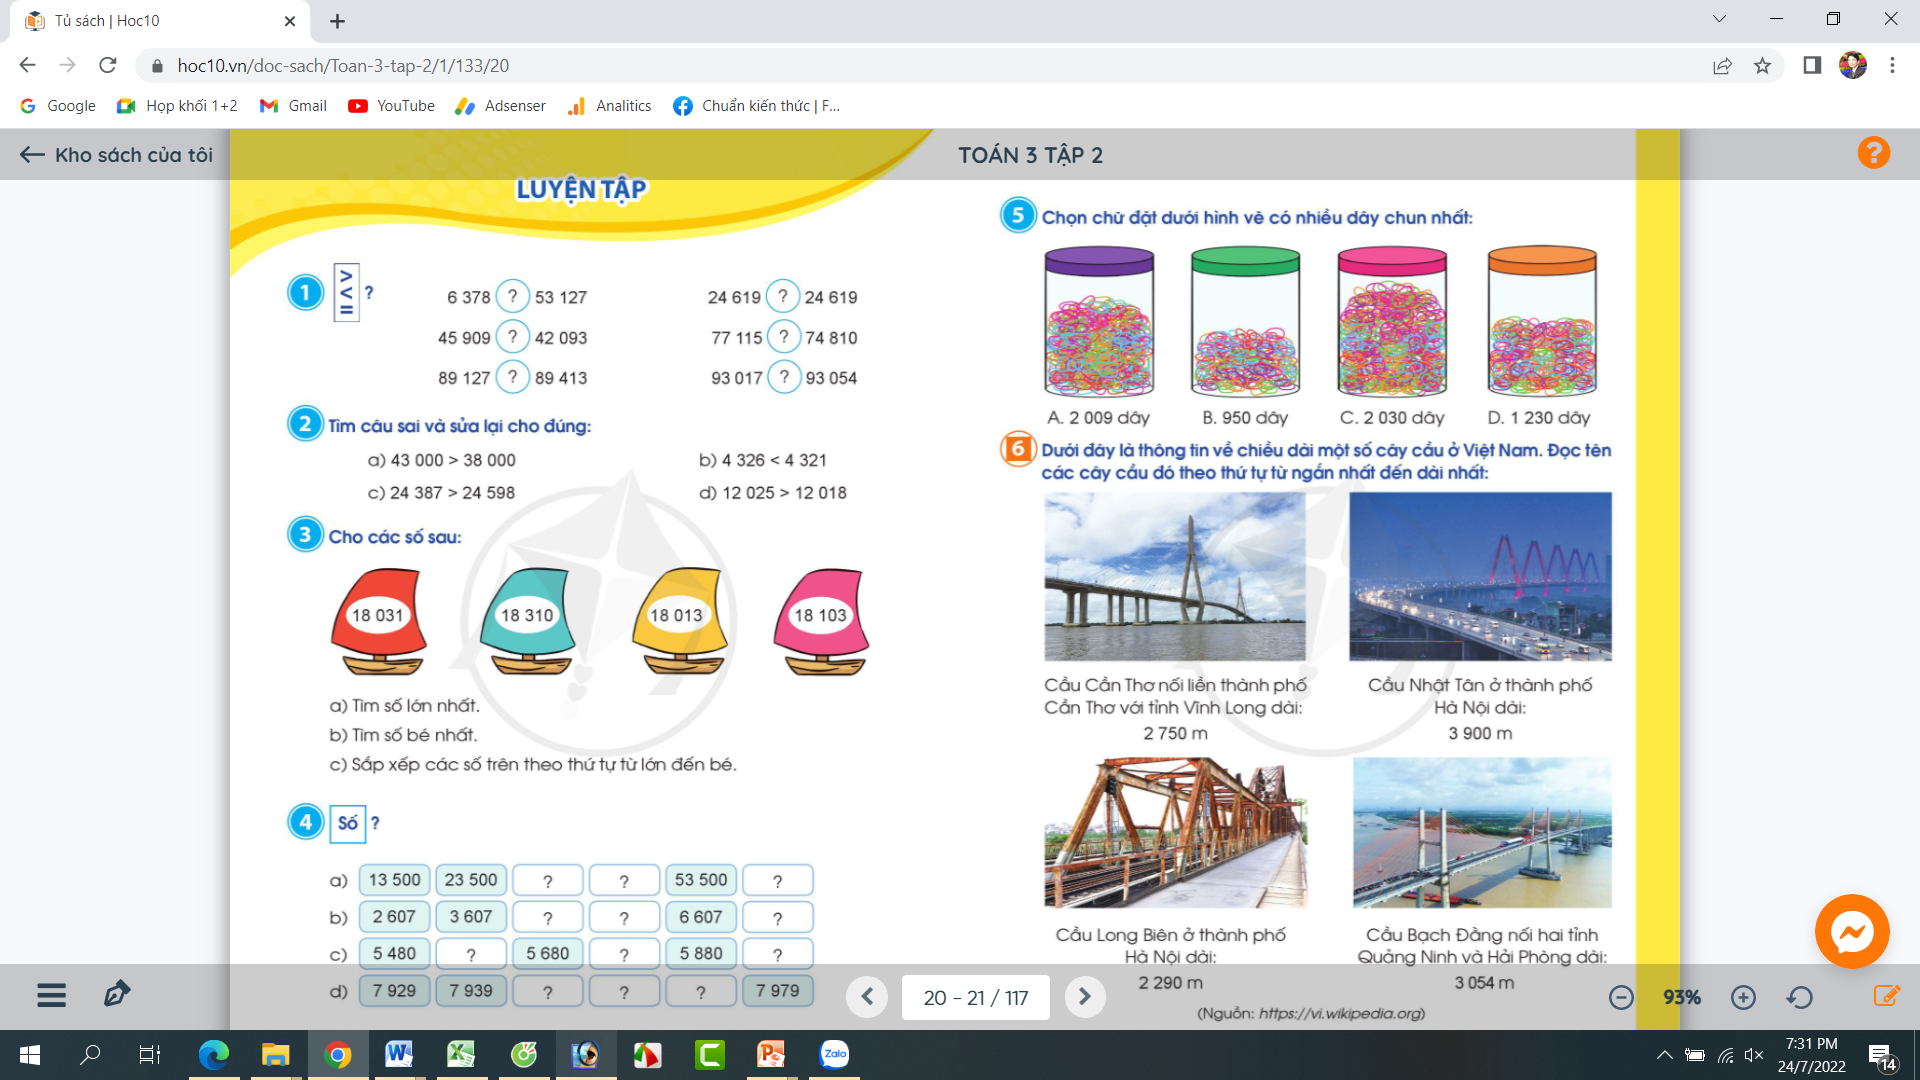 Tủ sách | Hoc10
hoc10.vn/doc-sach/Toan-3-tap-2/1/133/20
Google Họp khối 1+2 Gmail YouTube Adsenser Analitics Chuẩn kiến thức | F...
Kho sách của tôi
TOÁN 3 TẬP 2
LUYỆN TẬP
1 > < = ?
6 378 ? 53 127 24 619 ? 24 619
45 909 ? 42 093 77 115 ? 74 810
89 127 ? 89 413 93 017 ? 93 054
2 Tìm câu sai và sửa lại cho đúng:
a) 43 000 > 38 000 b) 4 326 < 4 321
c) 24 387 > 24 598 d) 12 025 > 12 018
3 Cho các số sau:
18 031 18 310 18 013 18 103
a) Tìm số lớn nhất.
b) Tìm số bé nhất.
c) Sắp xếp các số trên theo thứ tự từ lớn đến bé.
4 Số ?
a) 13 500 23 500 ? ? 53 500 ?
b) 2 607 3 607 ? ? 6 607 ?
c) 5 480 ? 5 680 ? 5 880 ?
d) 7 929 7 939 ? ? ? 7 979
5 Chọn chữ đặt dưới hình vẽ có nhiều dây chun nhất:
A. 2 009 dây B. 950 dây C. 2 030 dây D. 1 230 dây
6 Dưới đây là thông tin về chiều dài một số cây cầu ở Việt Nam. Đọc tên
các cây cầu đó theo thứ tự từ ngắn nhất đến dài nhất:
Cầu Cần Thơ nối liền thành phố
Cần Thơ với tỉnh Vĩnh Long dài:
2 750 m
Cầu Nhật Tân ở thành phố
Hà Nội dài:
3 900 m
Cầu Long Biên ở thành phố
Hà Nội dài:
2 290 m
Cầu Bạch Đằng nối hai tỉnh
Quảng Ninh và Hải Phòng dài:
3 054 m
(Nguồn: https://vi.wikipedia.org)
20 - 21 / 117
93%
Zalo
7:31 PM
24/7/2022
14